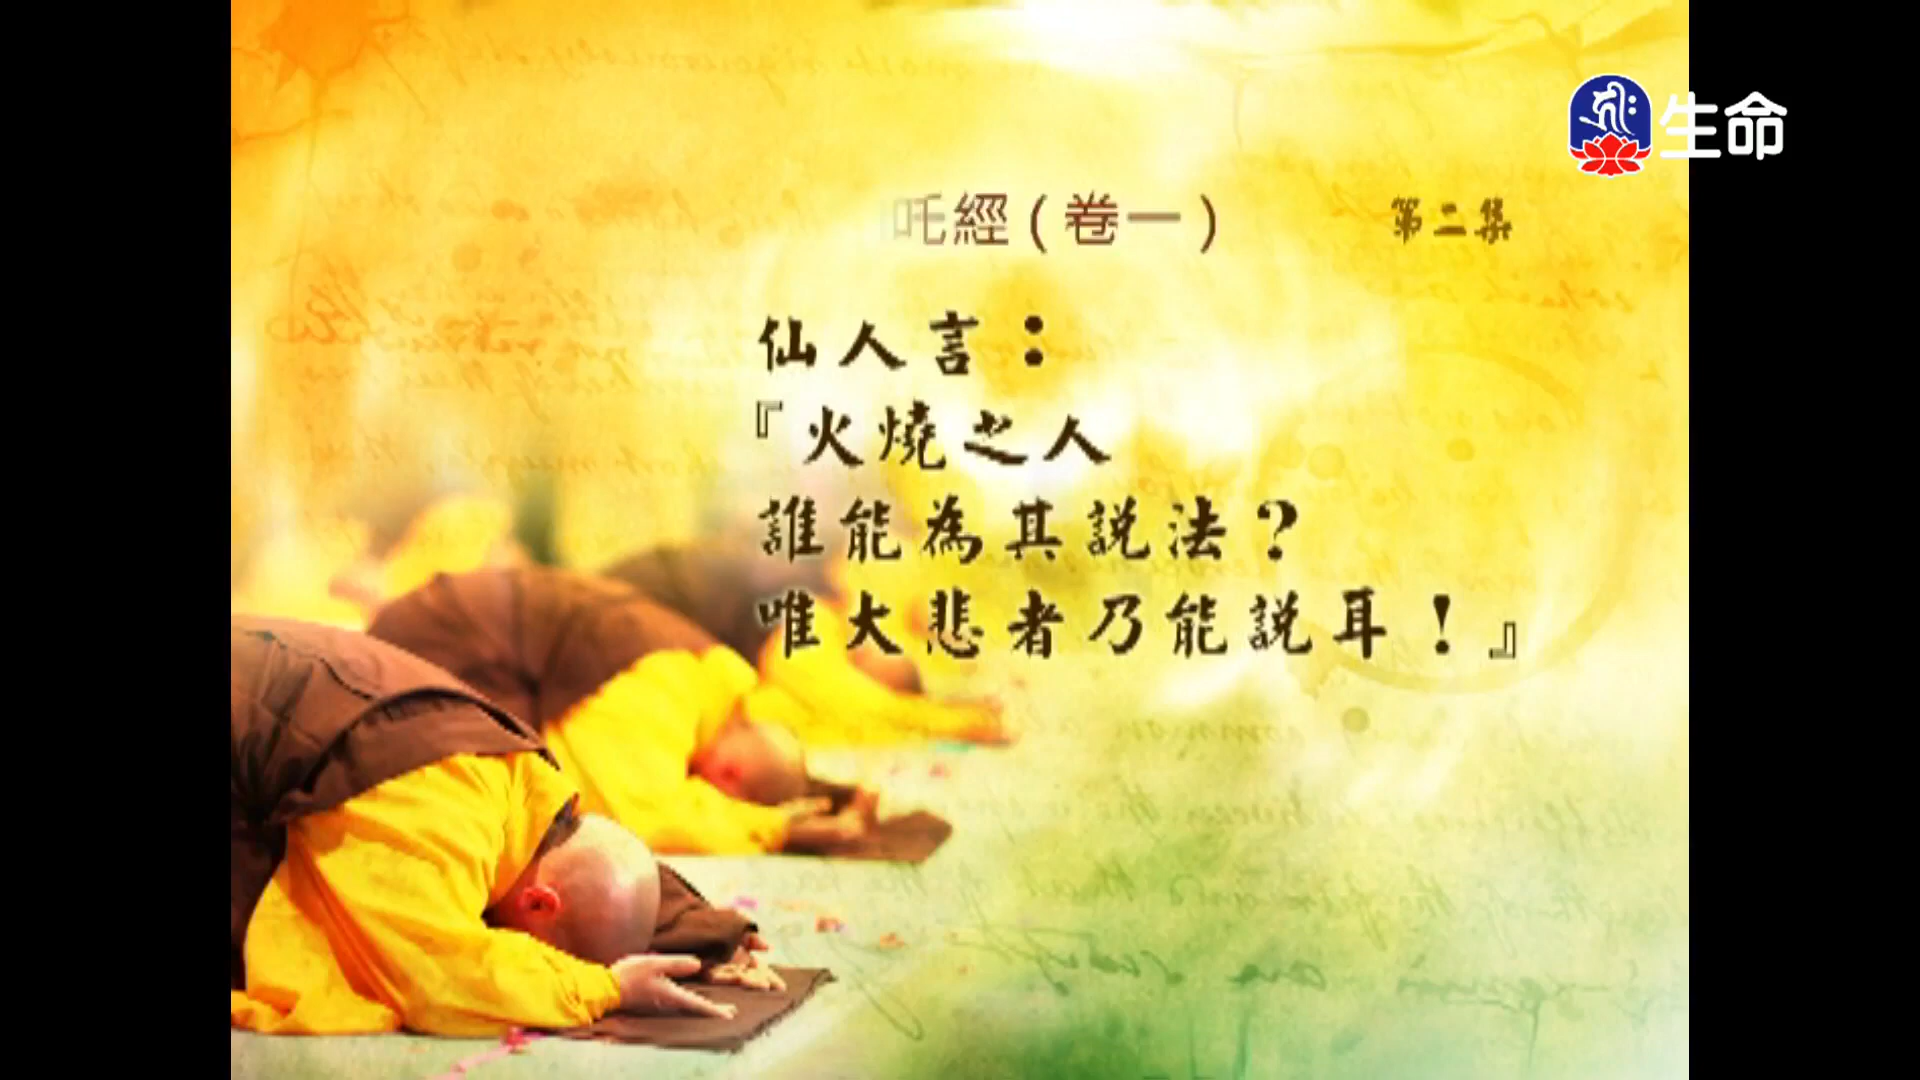 生命
吒經(卷一)
第二集
仙人言：
『火燒之人
誰能為其說法？
唯大悲者乃能說耳！』